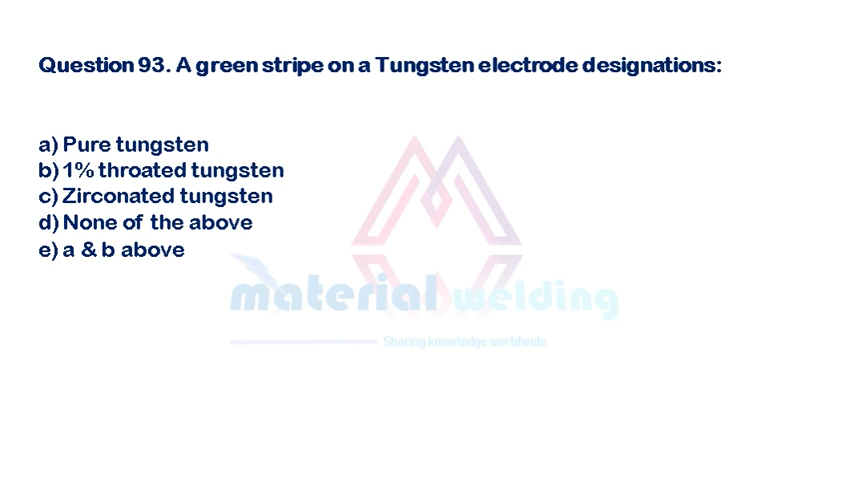 Question 93. A green stripe on a Tungsten electrode designations:
a) Pure tungsten
b) 1% throated tungsten
c) Zirconated tungsten
d) None of the above
e) a & b above
material welding
Sharing knowledge worldwide